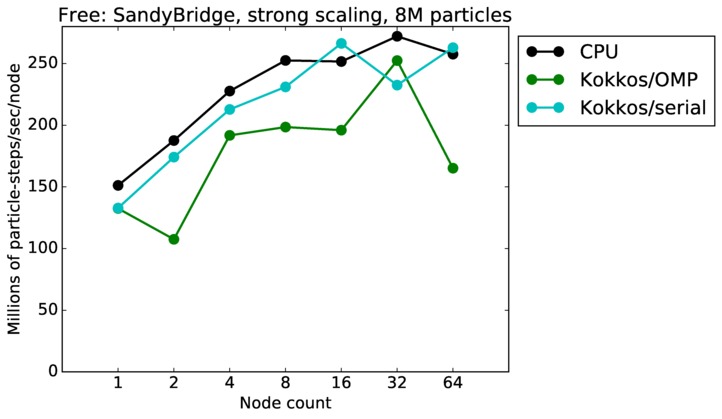 Free: SandyBridge, strong scaling, 8M particles
CPU
Kokkos/OMP
Kokkos/serial
Millions of particle-steps/sec/node
250
200
150
100
50
0
1 2 4 8 16 32 64
Node count